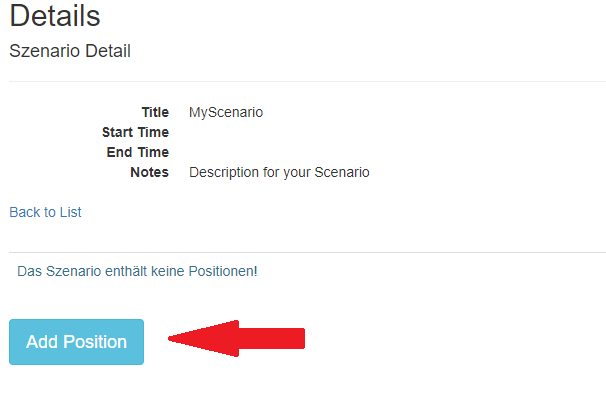 Details
Szenario Detail
Title MyScenario
Start Time
End Time
Notes Description for your Scenario
Back to List
Das Szenario enthält keine Positionen!
Add Position